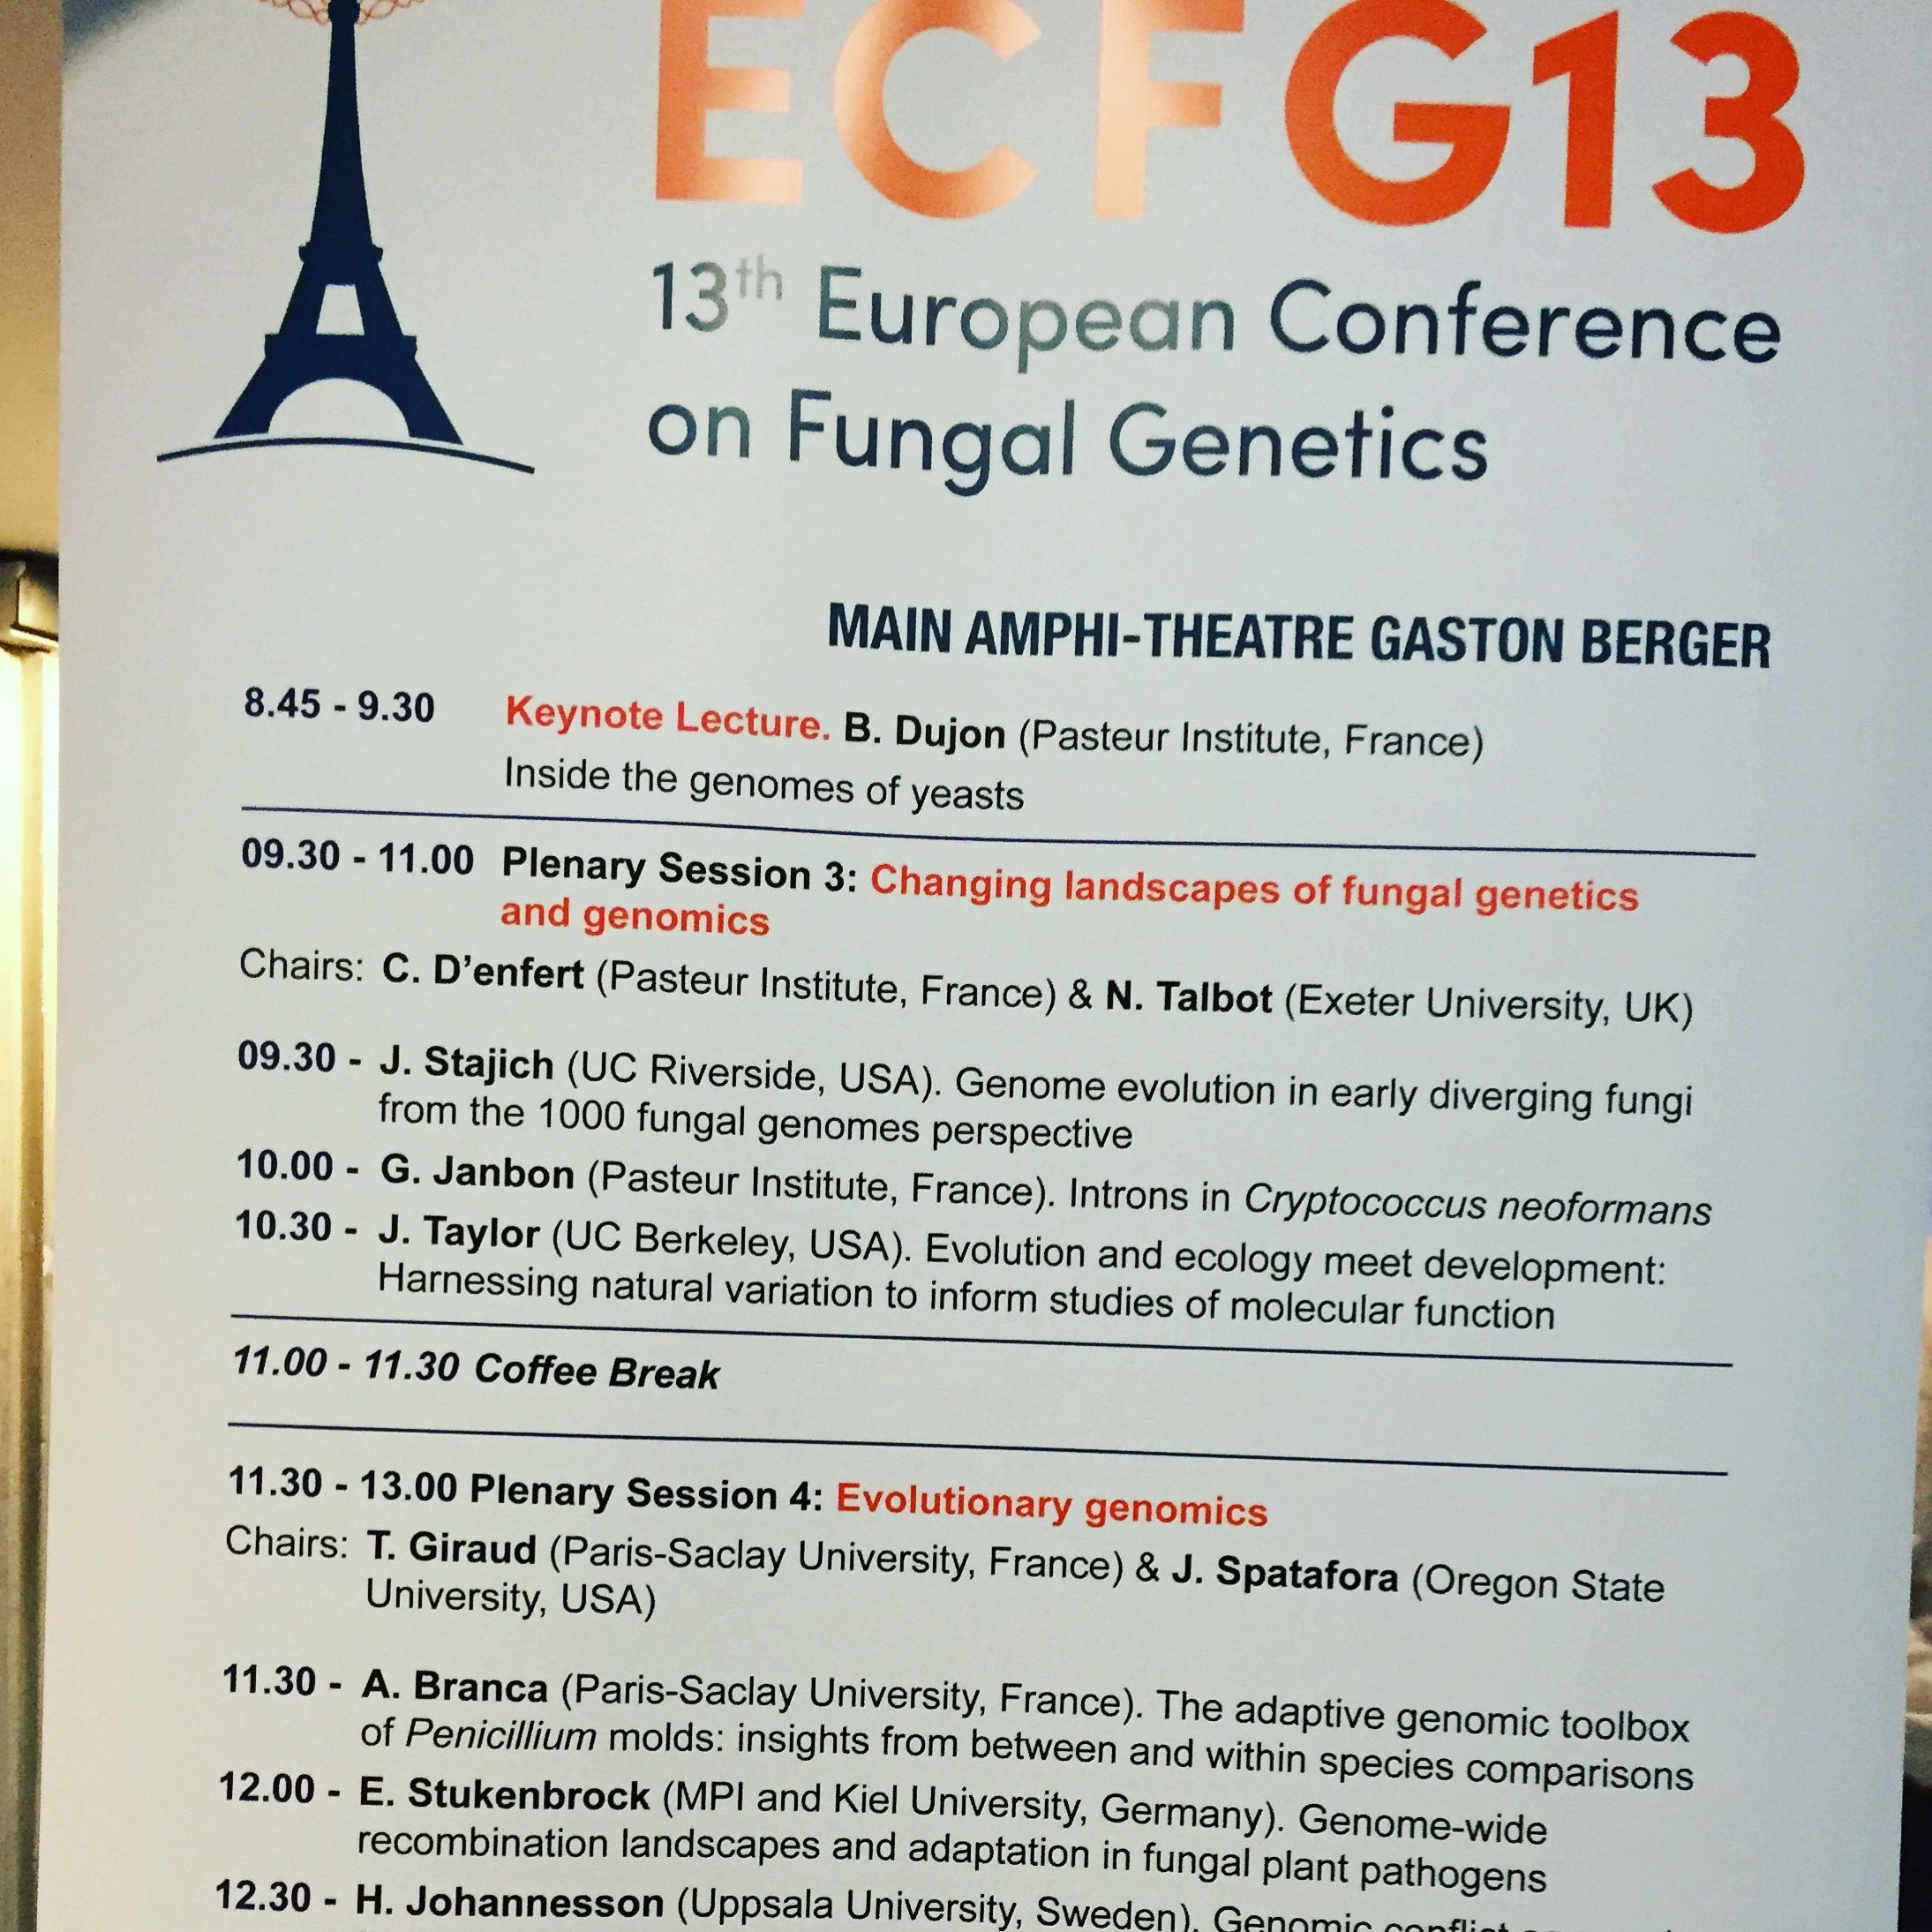 ECFG13
13th European Conference
on Fungal Genetics
MAIN AMPHI-THEATRE GASTON BERGER
8.45 - 9.30 Keynote Lecture. B. Dujon (Pasteur Institute, France)
Inside the genomes of yeasts
09.30 - 11.00 Plenary Session 3: Changing landscapes of fungal genetics
and genomics
Chairs: C. D'enfert (Pasteur Institute, France) & N. Talbot (Exeter University, UK)
09.30 - J. Stajich (UC Riverside, USA). Genome evolution in early diverging fungi
from the 1000 fungal genomes perspective
10.00 - G. Janbon (Pasteur Institute, France). Introns in Cryptococcus neoformans
10.30 - J. Taylor (UC Berkeley, USA). Evolution and ecology meet development:
Harnessing natural variation to inform studies of molecular function
11.00 - 11.30 Coffee Break
11.30 - 13.00 Plenary Session 4: Evolutionary genomics
Chairs: T. Giraud (Paris-Saclay University, France) & J. Spatafora (Oregon State
University, USA)
11.30 - A. Branca (Paris-Saclay University, France). The adaptive genomic toolbox
of Penicillium molds: insights from between and within species comparisons
12.00 - E. Stukenbrock (MPI and Kiel University, Germany). Genome-wide
recombination landscapes and adaptation in fungal plant pathogens
12.30 - H. Johannesson (Uppsala University, Sweden). Genomic conflict